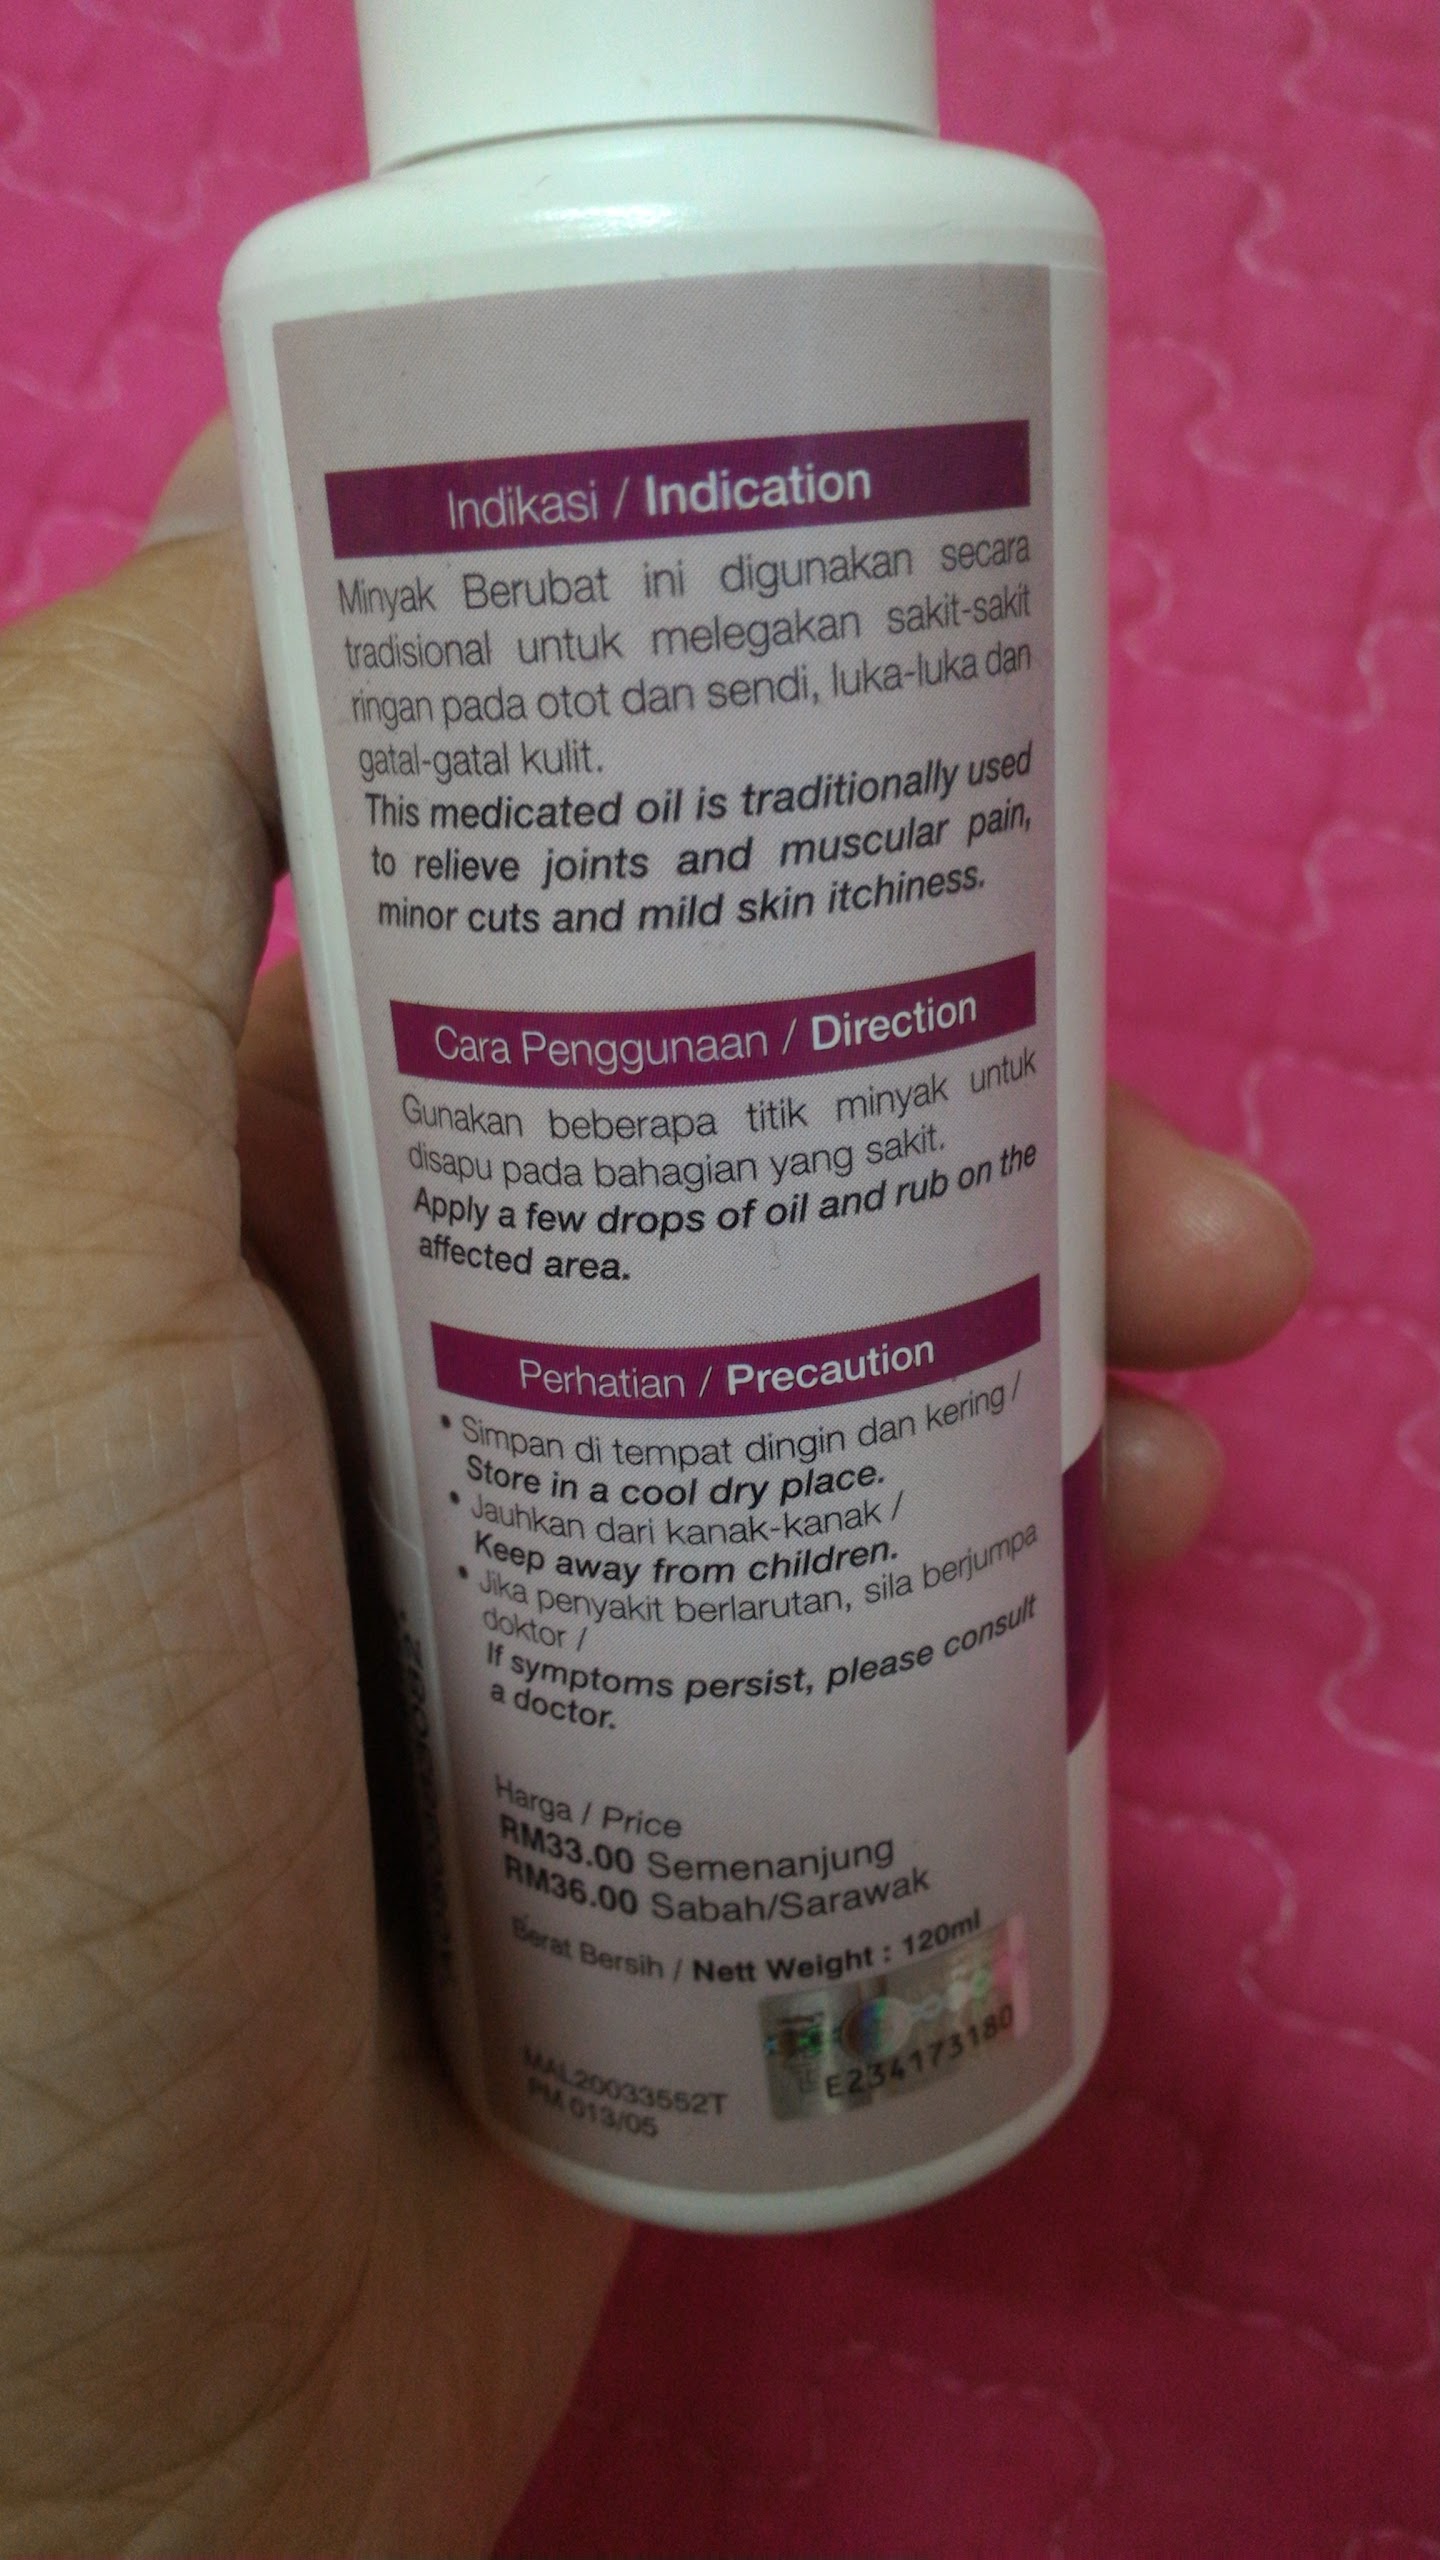 Indikasi / Indication
Minyak Berubat ini digunakan secara
tradisional untuk melegakan sakit-sakit
ringan pada otot dan sendi, luka-luka dan
gatal-gatal kulit.
This medicated oil is traditionally used
to relieve joints and muscular pain,
minor cuts and mild skin itchiness.
Cara Penggunaan / Direction
Gunakan beberapa titik minyak untuk
disapu pada bahagian yang sakit.
Apply a few drops of oil and rub on the
affected area.
Perhatian / Precaution
• Simpan di tempat dingin dan kering /
Store in a cool dry place.
• Jauhkan dari kanak-kanak /
Keep away from children.
• Jika penyakit berlarutan, sila berjumpa
doktor /
If symptoms persist, please consult
a doctor.
Harga / Price
RM33.00 Semenanjung
RM36.00 Sabah/Sarawak
Berat Bersih / Nett Weight : 120ml
E234173180
MAL20033552T
PM 013/05